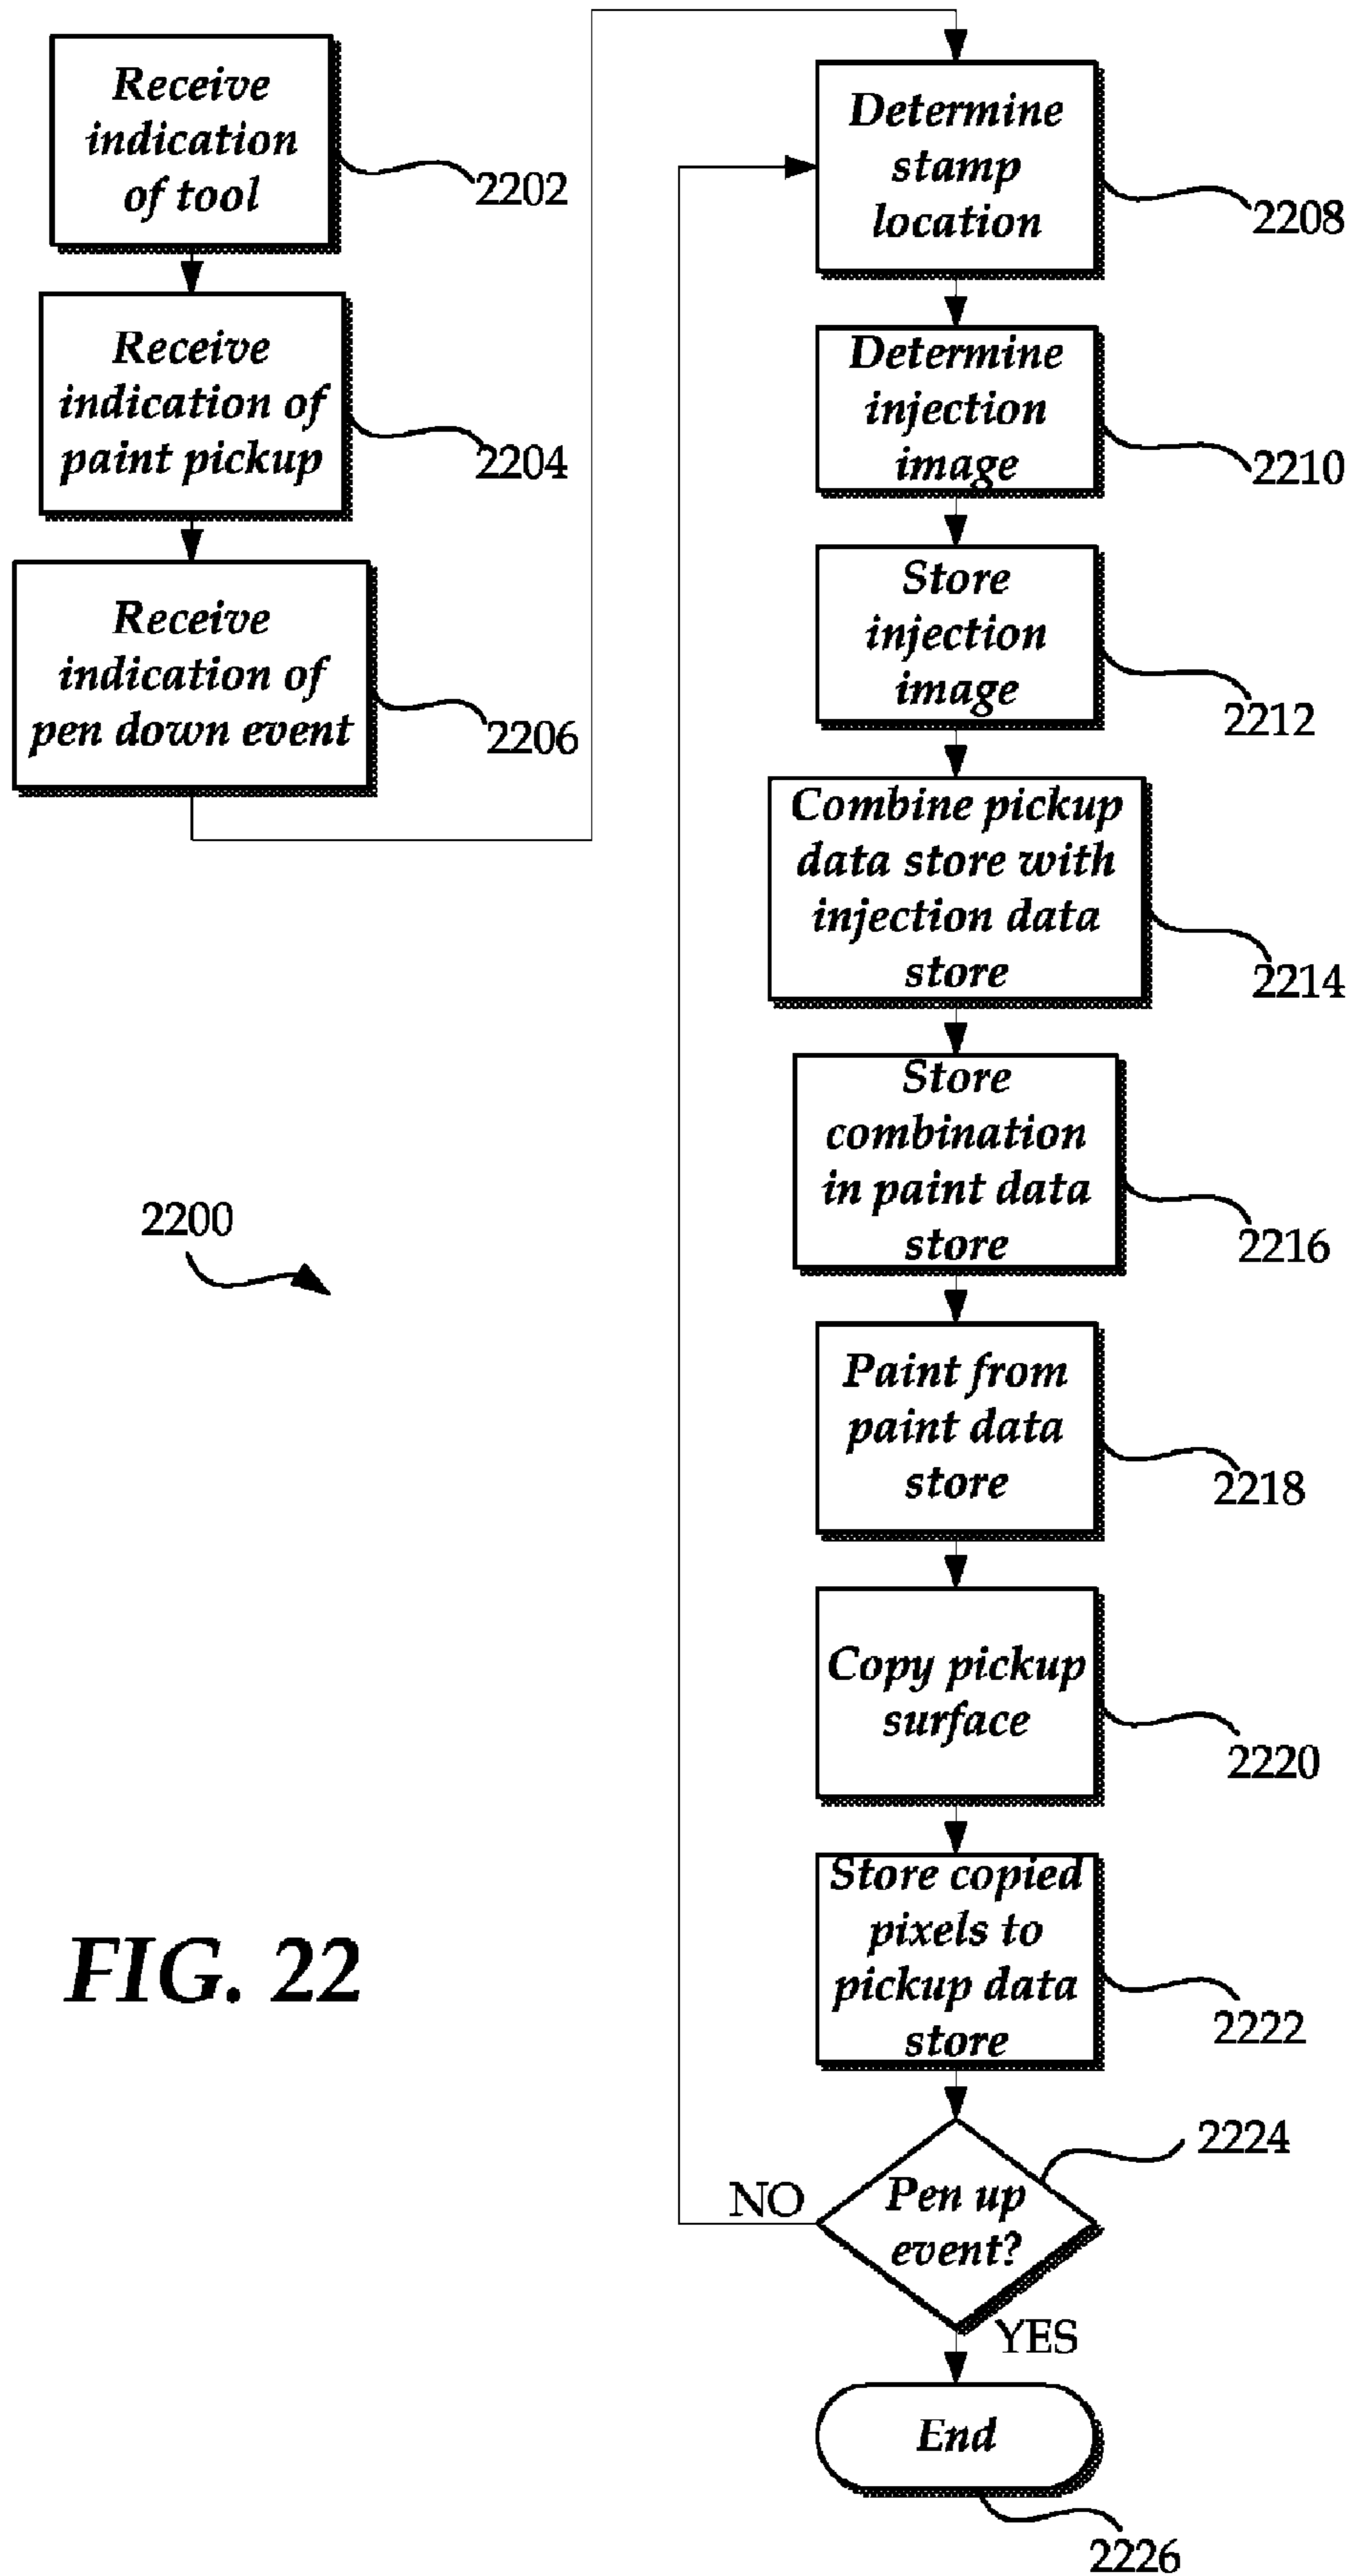 Receive
indication
of tool
2202
Receive
indication of
paint pickup
2204
Receive
indication of
pen down event
2206
Determine
stamp
location
2208
Determine
injection
image
2210
Store
injection
image
2212
Combine pickup
data store with
injection data
store
2214
Store
combination
in paint data
store
2216
Paint from
paint data
store
2218
Copy pickup
surface
2220
Store copied
pixels to
pickup data
store
2222
Pen up
event?
2224
NO
YES
End
2226
2200
FIG. 22